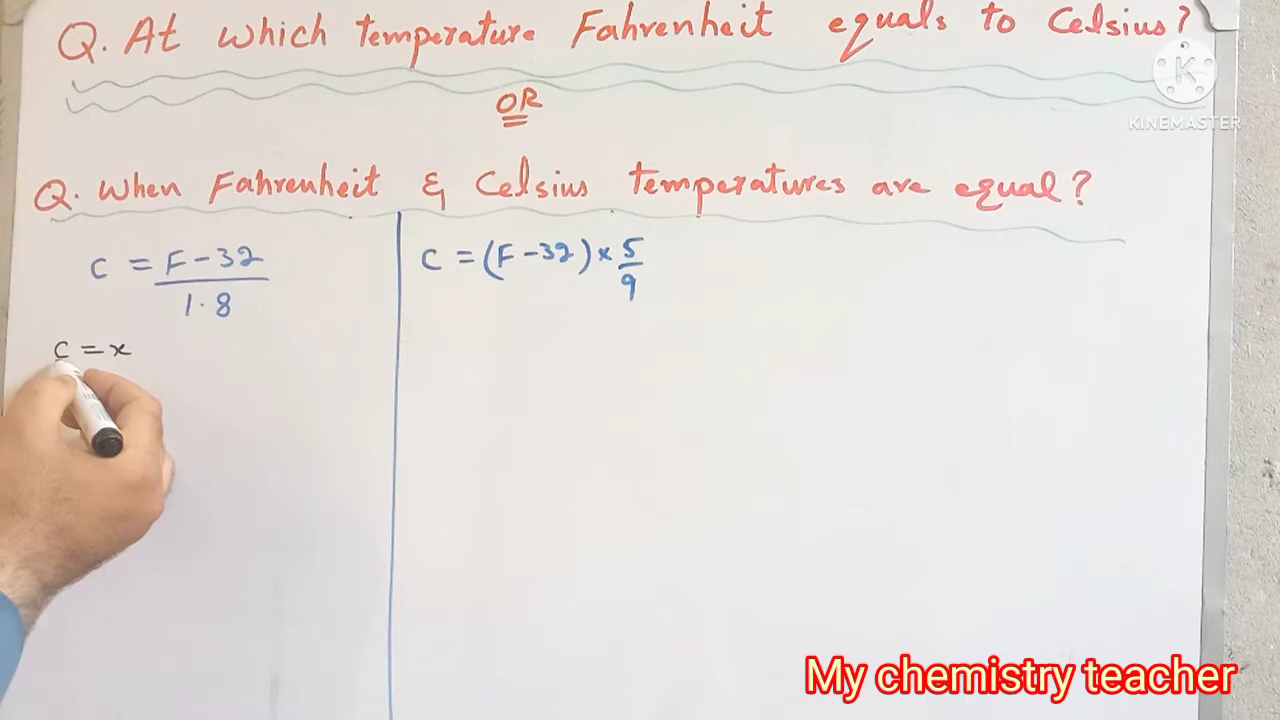 Q. At which temperature Fahrenheit equals to Celsius?
KINEMASTER
OR
Q. When Fahrenheit & Celsius temperatures are equal?
C = F - 32
1.8
C = (F - 32) × 5
9
C = x
My chemistry teacher